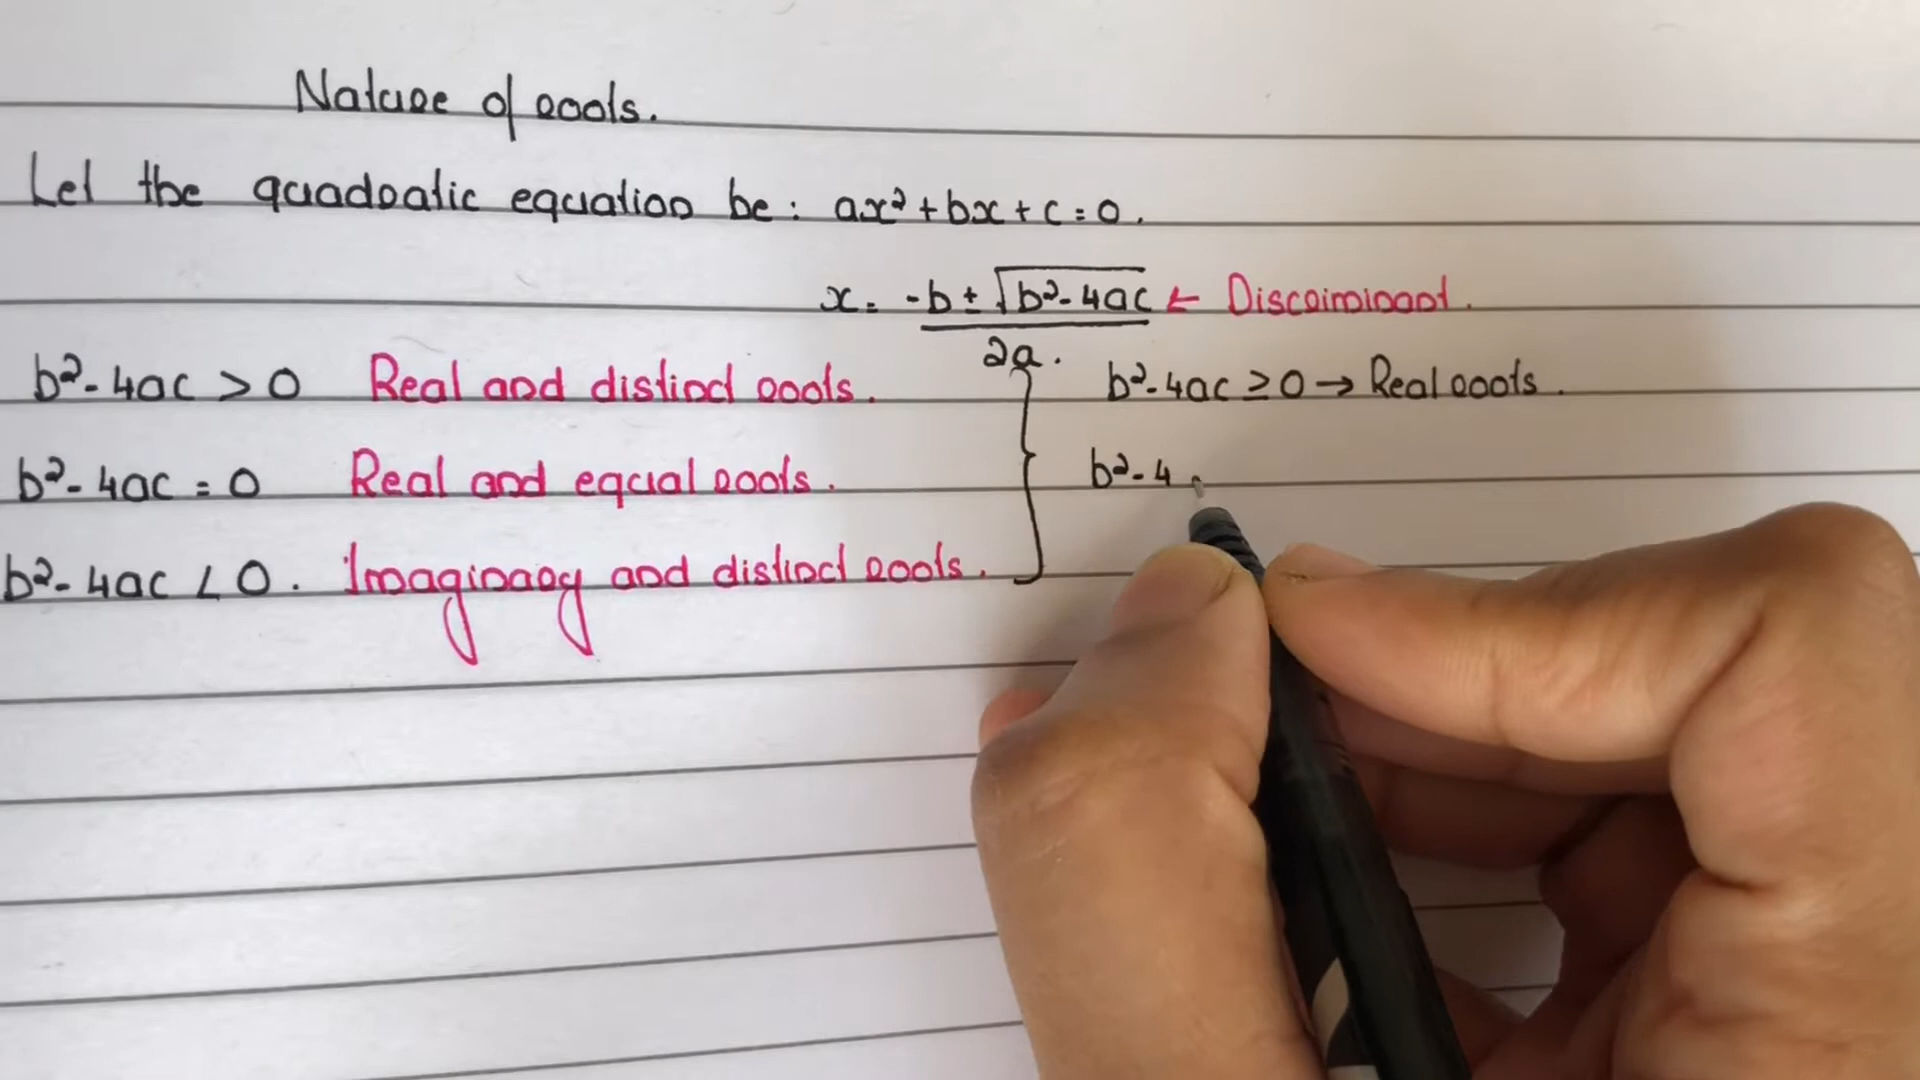 Nature of roots.
Let the quadratic equation be: ax²+bx+c=0.
x = -b ± √b²-4ac ← Discriminant.
2a.
b²-4ac > 0 Real and distinct roots.
b²-4ac ≥ 0 → Real roots.
b²-4ac = 0 Real and equal roots.
b²-4
b²-4ac < 0. Imaginary and distinct roots.